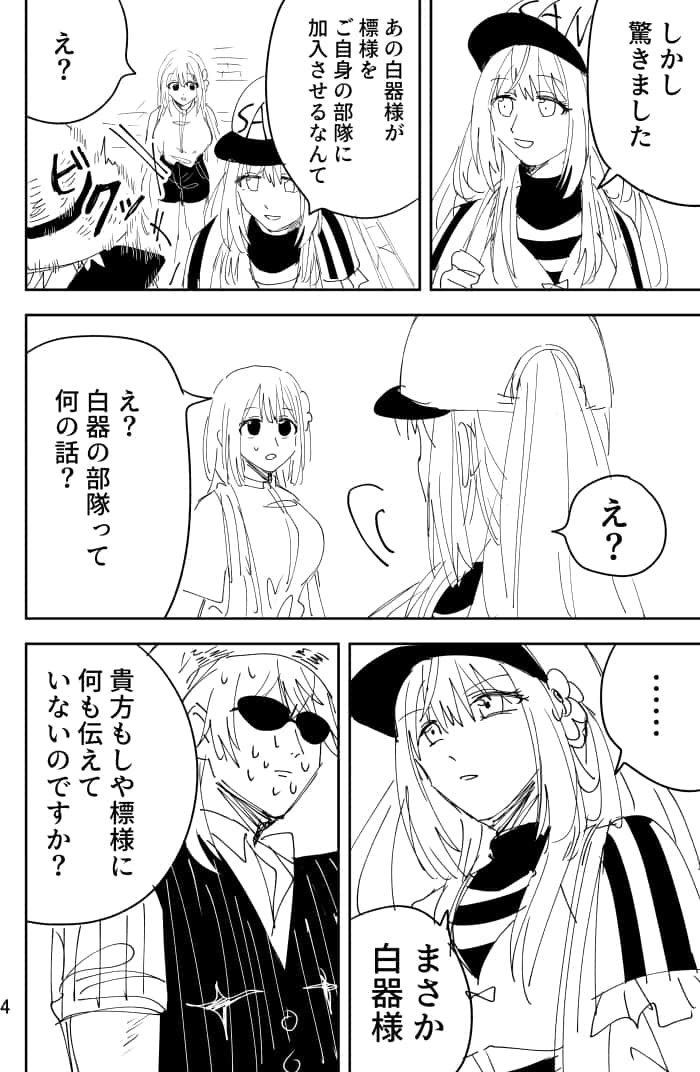 しかし
驚きました
SAN
あの白器様が
標様を
ご自身の部隊に
加入させるなんて
SA
え？
ビクッ
え？
え？
白器の部隊って
何の話？
……
まさか
白器様
貴方もしや標様に
何も伝えて
いないのですか？
4